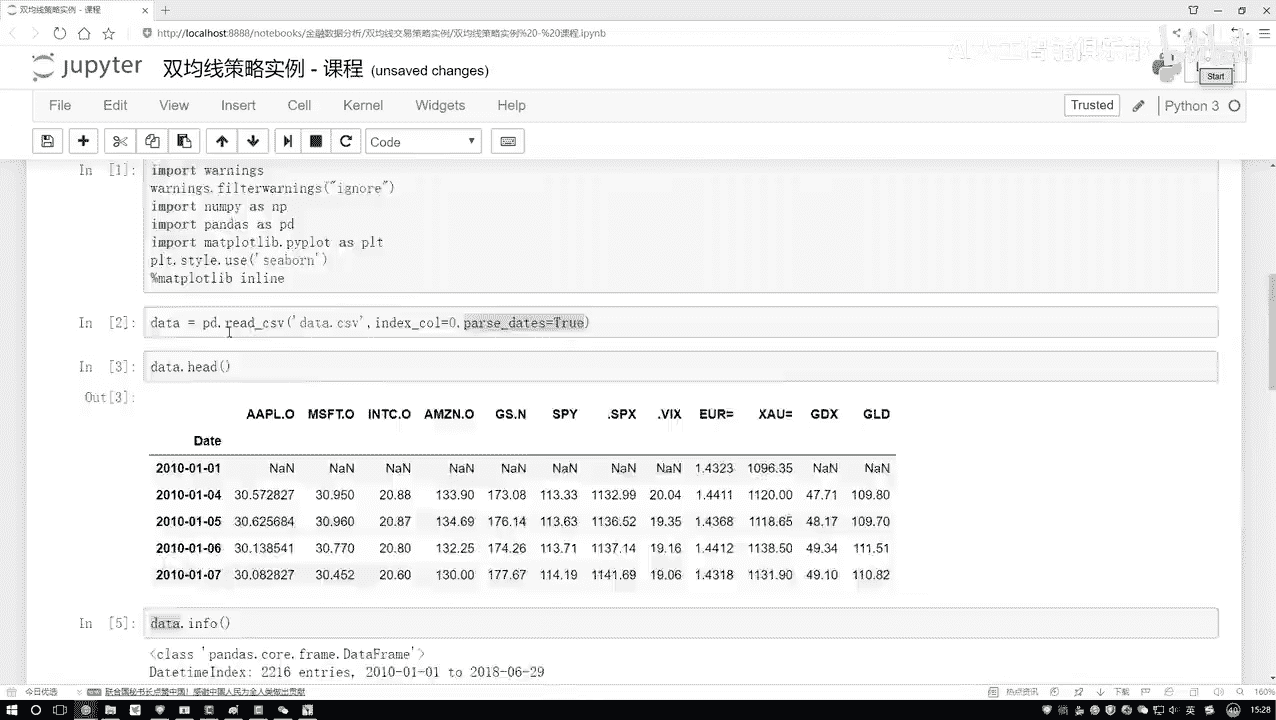 双均线策略实例 - 课程
http://localhost:8888/notebooks/金融数据分析/双均线交易策略实例/双均线策略实例%20-%20课程.ipynb
jupyter 双均线策略实例 - 课程 (unsaved changes)
Start
File Edit View Insert Cell Kernel Widgets Help
Trusted Python 3
Code
In [1]: import warnings
warnings.filterwarnings("ignore")
import numpy as np
import pandas as pd
import matplotlib.pyplot as plt
plt.style.use('seaborn')
%matplotlib inline
In [2]: data = pd.read_csv('data.csv',index_col=0,parse_dates=True)
In [3]: data.head()
Out[3]:
AAPL.O MSFT.O INTC.O AMZN.O GS.N SPY .SPX .VIX EUR= XAU= GDX GLD
Date
2010-01-01 NaN NaN NaN NaN NaN NaN NaN NaN 1.4323 1096.35 NaN NaN
2010-01-04 30.572827 30.950 20.88 133.90 173.08 113.33 1132.99 20.04 1.4411 1120.00 47.71 109.80
2010-01-05 30.625684 30.960 20.87 134.69 176.14 113.63 1136.52 19.35 1.4368 1118.65 48.17 109.70
2010-01-06 30.138541 30.770 20.80 132.25 174.26 113.71 1137.14 19.16 1.4412 1138.50 49.34 111.51
2010-01-07 30.082827 30.452 20.60 130.00 177.67 114.19 1141.69 19.06 1.4318 1131.90 49.10 110.82
In [5]: data.info()
<class 'pandas.core.frame.DataFrame'>
DatetimeIndex: 2216 entries, 2010-01-01 to 2018-06-29
今日优选 联合国秘书长点赞中国！感谢中国人民为全人类做出贡献 热点资讯 下载 160%
英 15:28